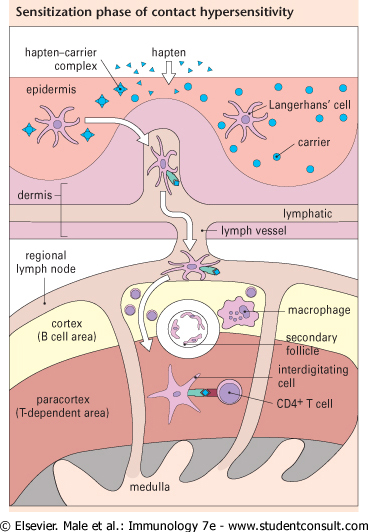 Sensitization phase of contact hypersensitivity
hapten–carrier
complex
hapten
epidermis
Langerhans' cell
carrier
dermis
lymphatic
lymph vessel
regional
lymph node
macrophage
cortex
(B cell area)
secondary
follicle
interdigitating
cell
paracortex
(T-dependent area)
CD4+ T cell
medulla
© Elsevier. Male et al.: Immunology 7e - www.studentconsult.com